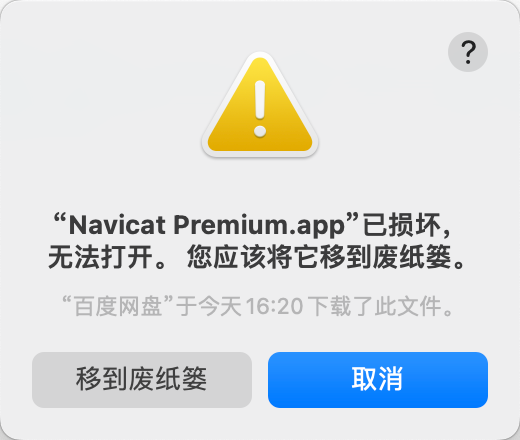 ?
“Navicat Premium.app”已损坏，
无法打开。 您应该将它移到废纸篓。
“百度网盘”于今天 16:20 下载了此文件。
移到废纸篓
取消